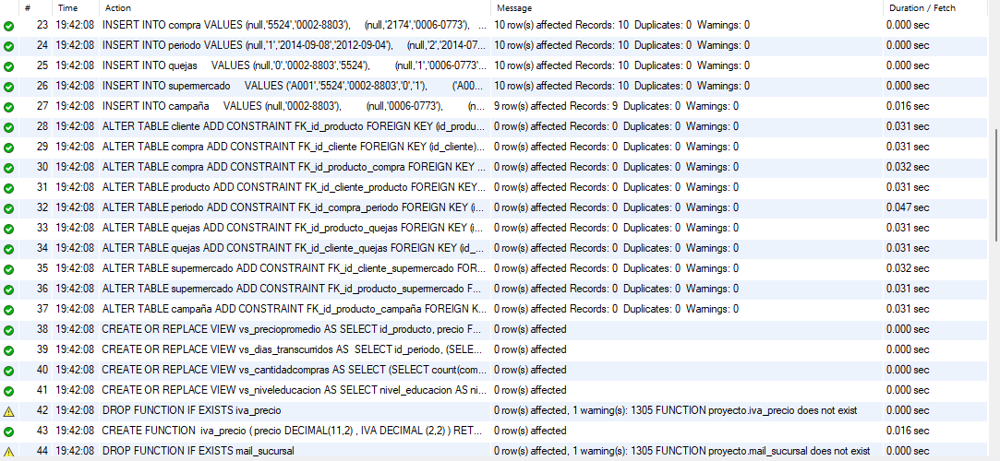 # Time Action Message Duration / Fetch
23 19:42:08 INSERT INTO compra VALUES (null,'5524','0002-8803'), (null,'2174','0006-0773'), ... 10 row(s) affected Records: 10 Duplicates: 0 Warnings: 0 0.000 sec
24 19:42:08 INSERT INTO periodo VALUES (null,'1','2014-09-08','2012-09-04'), (null,'2','2014-07... 10 row(s) affected Records: 10 Duplicates: 0 Warnings: 0 0.000 sec
25 19:42:08 INSERT INTO quejas VALUES (null,'0','0002-8803','5524'), (null,'1','0006-0773'... 10 row(s) affected Records: 10 Duplicates: 0 Warnings: 0 0.000 sec
26 19:42:08 INSERT INTO supermercado VALUES ('A001','5524','0002-8803','0','1'), ('A00... 10 row(s) affected Records: 10 Duplicates: 0 Warnings: 0 0.000 sec
27 19:42:08 INSERT INTO campaña VALUES (null,'0002-8803'), (null,'0006-0773'), (n... 9 row(s) affected Records: 9 Duplicates: 0 Warnings: 0 0.016 sec
28 19:42:08 ALTER TABLE cliente ADD CONSTRAINT FK_id_producto FOREIGN KEY (id_produ... 0 row(s) affected Records: 0 Duplicates: 0 Warnings: 0 0.031 sec
29 19:42:08 ALTER TABLE compra ADD CONSTRAINT FK_id_cliente FOREIGN KEY (id_cliente)... 0 row(s) affected Records: 0 Duplicates: 0 Warnings: 0 0.031 sec
30 19:42:08 ALTER TABLE compra ADD CONSTRAINT FK_id_producto_compra FOREIGN KEY ... 0 row(s) affected Records: 0 Duplicates: 0 Warnings: 0 0.032 sec
31 19:42:08 ALTER TABLE producto ADD CONSTRAINT FK_id_cliente_producto FOREIGN KEY... 0 row(s) affected Records: 0 Duplicates: 0 Warnings: 0 0.031 sec
32 19:42:08 ALTER TABLE periodo ADD CONSTRAINT FK_id_compra_periodo FOREIGN KEY (i... 0 row(s) affected Records: 0 Duplicates: 0 Warnings: 0 0.047 sec
33 19:42:08 ALTER TABLE quejas ADD CONSTRAINT FK_id_producto_quejas FOREIGN KEY (i... 0 row(s) affected Records: 0 Duplicates: 0 Warnings: 0 0.031 sec
34 19:42:08 ALTER TABLE quejas ADD CONSTRAINT FK_id_cliente_quejas FOREIGN KEY (id_... 0 row(s) affected Records: 0 Duplicates: 0 Warnings: 0 0.031 sec
35 19:42:08 ALTER TABLE supermercado ADD CONSTRAINT FK_id_cliente_supermercado FOR... 0 row(s) affected Records: 0 Duplicates: 0 Warnings: 0 0.032 sec
36 19:42:08 ALTER TABLE supermercado ADD CONSTRAINT FK_id_producto_supermercado F... 0 row(s) affected Records: 0 Duplicates: 0 Warnings: 0 0.031 sec
37 19:42:08 ALTER TABLE campaña ADD CONSTRAINT FK_id_producto_campaña FOREIGN K... 0 row(s) affected Records: 0 Duplicates: 0 Warnings: 0 0.031 sec
38 19:42:08 CREATE OR REPLACE VIEW vs_preciopromedio AS SELECT id_producto, precio F... 0 row(s) affected 0.000 sec
39 19:42:08 CREATE OR REPLACE VIEW vs_dias_transcurridos AS SELECT id_periodo, (SELE... 0 row(s) affected 0.000 sec
40 19:42:08 CREATE OR REPLACE VIEW vs_cantidadcompras AS SELECT (SELECT count(com... 0 row(s) affected 0.000 sec
41 19:42:08 CREATE OR REPLACE VIEW vs_niveleducacion AS SELECT nivel_educacion AS ni... 0 row(s) affected 0.000 sec
42 19:42:08 DROP FUNCTION IF EXISTS iva_precio 0 row(s) affected, 1 warning(s): 1305 FUNCTION proyecto.iva_precio does not exist 0.000 sec
43 19:42:08 CREATE FUNCTION iva_precio ( precio DECIMAL(11,2) , IVA DECIMAL (2,2) ) RET... 0 row(s) affected 0.016 sec
44 19:42:08 DROP FUNCTION IF EXISTS mail_sucursal 0 row(s) affected, 1 warning(s): 1305 FUNCTION proyecto.mail_sucursal does not exist 0.000 sec